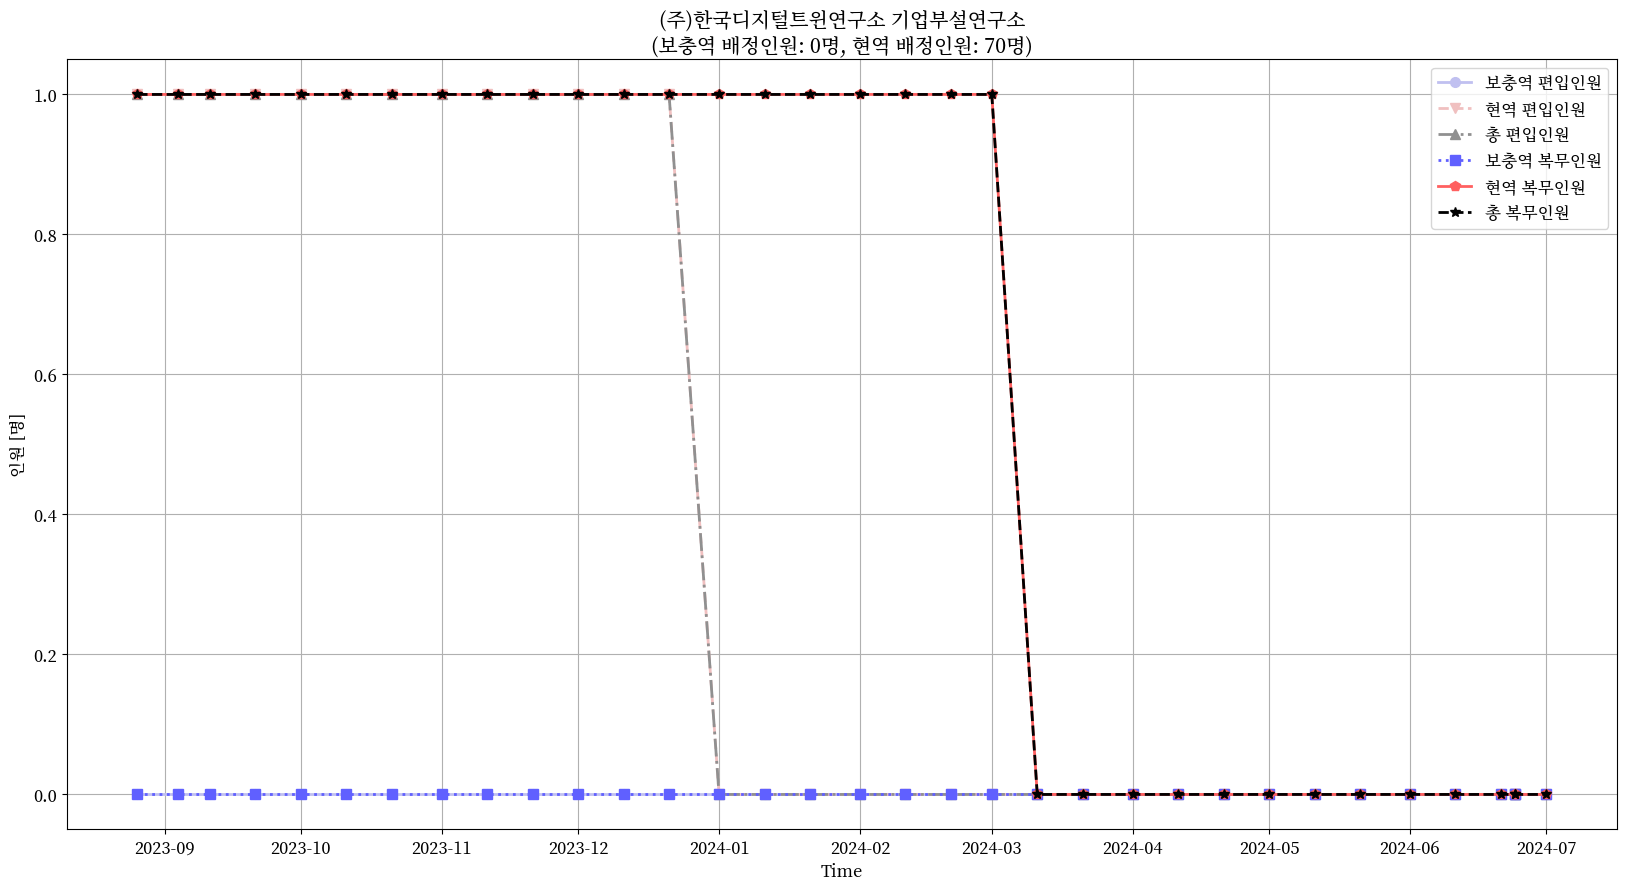 (주)한국디지털트윈연구소 기업부설연구소
(보충역 배정인원: 0명, 현역 배정인원: 70명)
보충역 편입인원
현역 편입인원
총 편입인원
보충역 복무인원
현역 복무인원
총 복무인원
인원 [명]
1.0
0.8
0.6
0.4
0.2
0.0
2023-09 2023-10 2023-11 2023-12 2024-01 2024-02 2024-03 2024-04 2024-05 2024-06 2024-07
Time